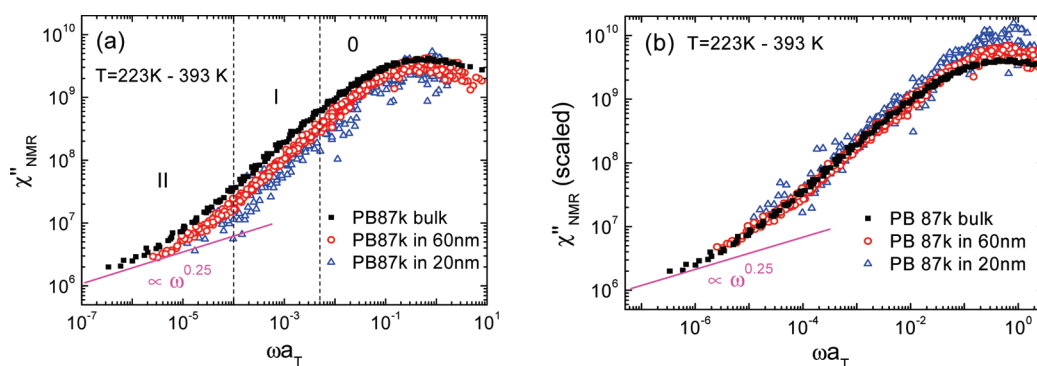 (a)
0
T=223K - 393 K
I
II
PB87k bulk
PB87k in 60nm
PB87k in 20nm
∝ ω^0.25
χ''NMR
10^10
10^9
10^8
10^7
10^6
10^-7
10^-5
10^-3
10^-1
10^1
ωaT
(b)
T=223K - 393 K
PB 87k bulk
PB 87k in 60nm
PB 87k in 20nm
∝ ω^0.25
χ''NMR (scaled)
10^10
10^9
10^8
10^7
10^6
10^-6
10^-4
10^-2
10^0
ωaT